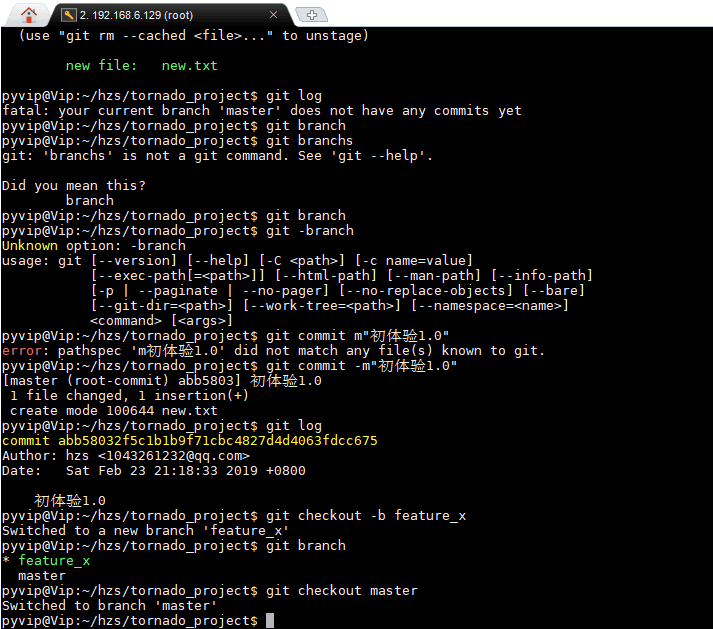 2. 192.168.6.129 (root)
(use "git rm --cached <file>..." to unstage)
new file:   new.txt
pyvip@Vip:~/hzs/tornado_project$ git log
fatal: your current branch 'master' does not have any commits yet
pyvip@Vip:~/hzs/tornado_project$ git branch
pyvip@Vip:~/hzs/tornado_project$ git branchs
git: 'branchs' is not a git command. See 'git --help'.
Did you mean this?
branch
pyvip@Vip:~/hzs/tornado_project$ git branch
pyvip@Vip:~/hzs/tornado_project$ git -branch
Unknown option: -branch
usage: git [--version] [--help] [-C <path>] [-c name=value]
[--exec-path[=<path>]] [--html-path] [--man-path] [--info-path]
[-p | --paginate | --no-pager] [--no-replace-objects] [--bare]
[--git-dir=<path>] [--work-tree=<path>] [--namespace=<name>]
<command> [<args>]
pyvip@Vip:~/hzs/tornado_project$ git commit m"初体验1.0"
error: pathspec 'm初体验1.0' did not match any file(s) known to git.
pyvip@Vip:~/hzs/tornado_project$ git commit -m"初体验1.0"
[master (root-commit) abb5803] 初体验1.0
1 file changed, 1 insertion(+)
create mode 100644 new.txt
pyvip@Vip:~/hzs/tornado_project$ git log
commit abb58032f5c1b1b9f71cbc4827d4d4063fdcc675
Author: hzs <1043261232@qq.com>
Date:   Sat Feb 23 21:18:33 2019 +0800
初体验1.0
pyvip@Vip:~/hzs/tornado_project$ git checkout -b feature_x
Switched to a new branch 'feature_x'
pyvip@Vip:~/hzs/tornado_project$ git branch
* feature_x
master
pyvip@Vip:~/hzs/tornado_project$ git checkout master
Switched to branch 'master'
pyvip@Vip:~/hzs/tornado_project$